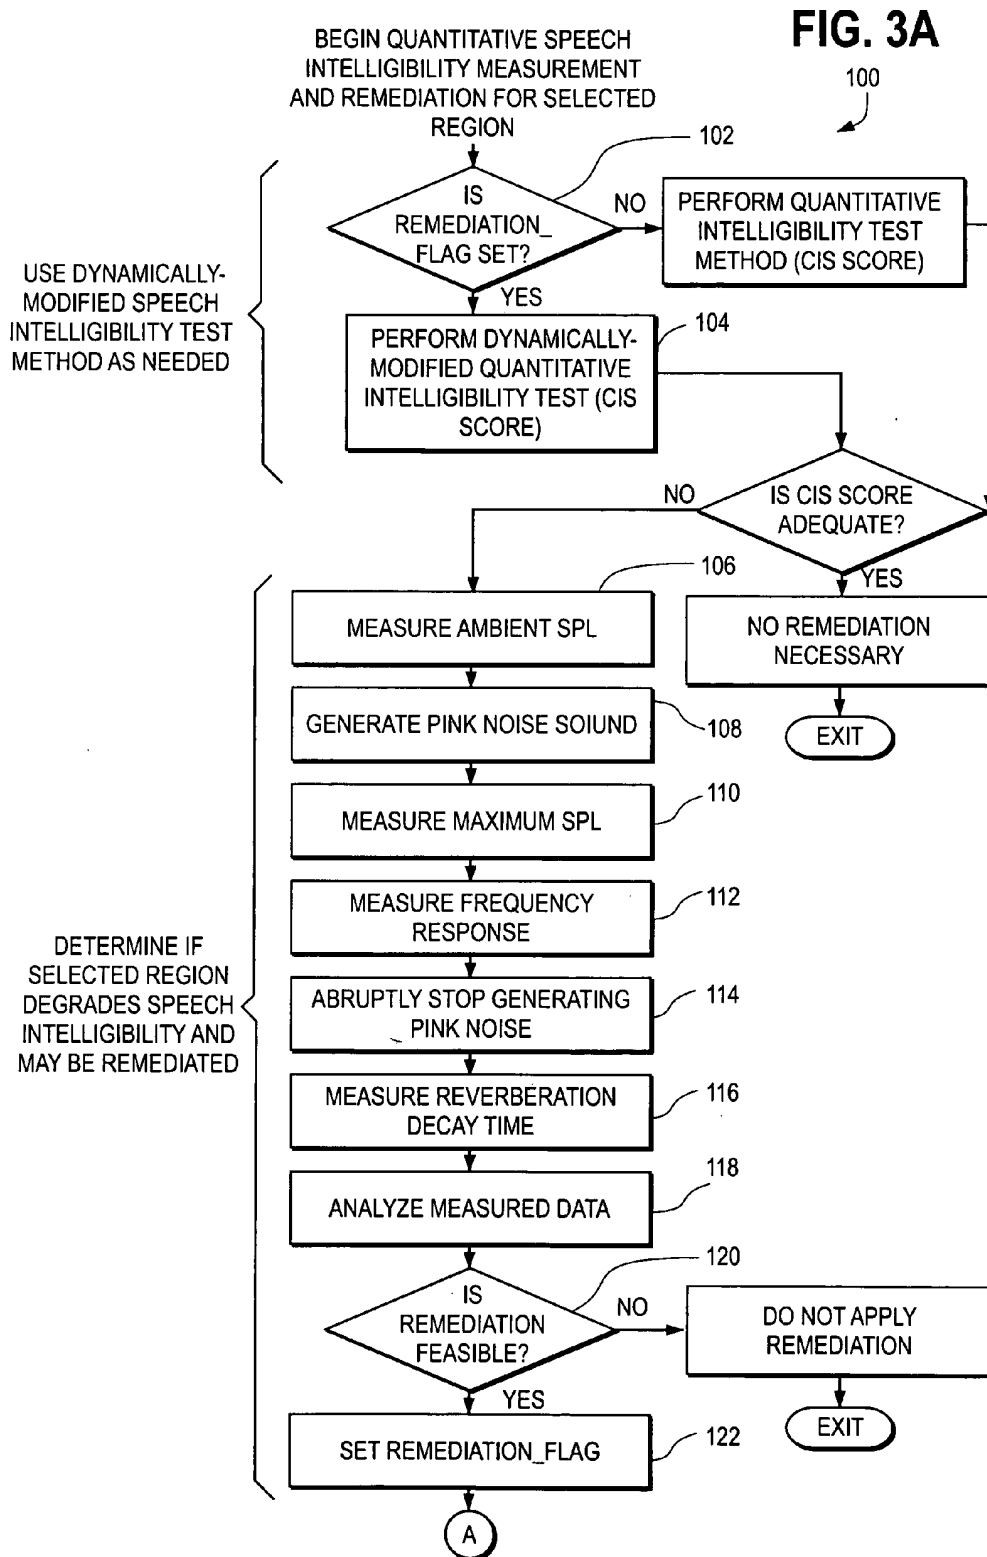 FIG. 3A
100
BEGIN QUANTITATIVE SPEECH
INTELLIGIBILITY MEASUREMENT
AND REMEDIATION FOR SELECTED
REGION
102
IS
REMEDIATION_
FLAG SET?
NO
PERFORM QUANTITATIVE
INTELLIGIBILITY TEST
METHOD (CIS SCORE)
USE DYNAMICALLY-
MODIFIED SPEECH
INTELLIGIBILITY TEST
METHOD AS NEEDED
YES
104
PERFORM DYNAMICALLY-
MODIFIED QUANTITATIVE
INTELLIGIBILITY TEST (CIS
SCORE)
IS CIS SCORE
ADEQUATE?
NO
YES
NO REMEDIATION
NECESSARY
EXIT
106
MEASURE AMBIENT SPL
GENERATE PINK NOISE SOIUND
108
MEASURE MAXIMUM SPL
110
MEASURE FREQUENCY
RESPONSE
112
DETERMINE IF
SELECTED REGION
DEGRADES SPEECH
INTELLIGIBILITY AND
MAY BE REMEDIATED
ABRUPTLY STOP GENERATING
PINK NOISE
114
MEASURE REVERBERATION
DECAY TIME
116
ANALYZE MEASURED DATA
118
IS
REMEDIATION
FEASIBLE?
120
NO
DO NOT APPLY
REMEDIATION
EXIT
YES
SET REMEDIATION_FLAG
122
A